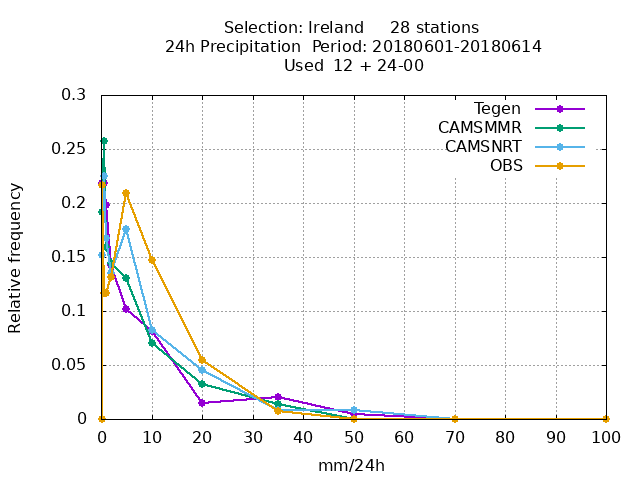 Selection: Ireland 28 stations
24h Precipitation Period: 20180601-20180614
Used 12 + 24-00
0.3
0.25
0.2
0.15
0.1
0.05
0
Relative frequency
Tegen
CAMSMMR
CAMSNRT
OBS
0 10 20 30 40 50 60 70 80 90 100
mm/24h